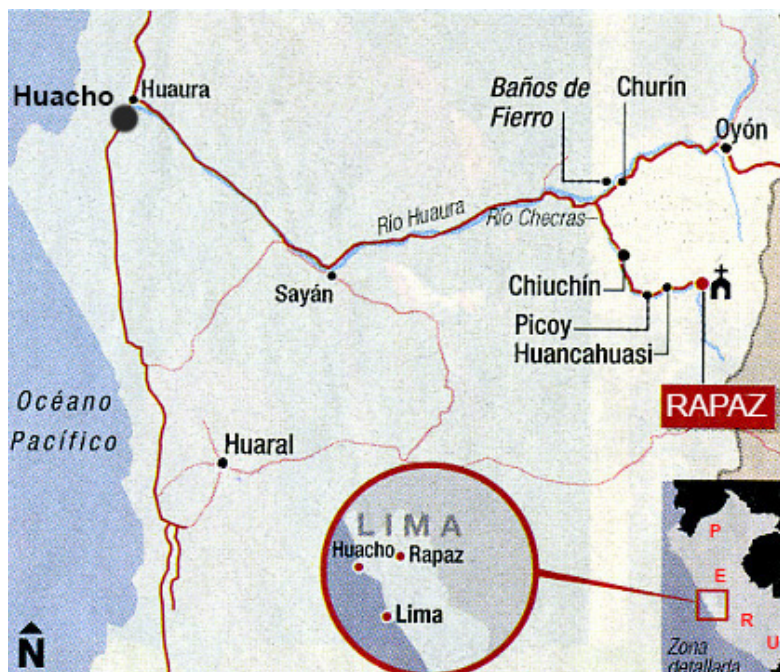 Huaura
Huacho
Baños de
Fierro
Churín
Oyón
Río Huaura
Río Checras
Sayán
Chiuchín
Picoy
Huancahuasi
RAPAZ
Océano
Pacífico
Huaral
LIMA
Huacho
Rapaz
Lima
P
E
R
U
Zona
detallada
N